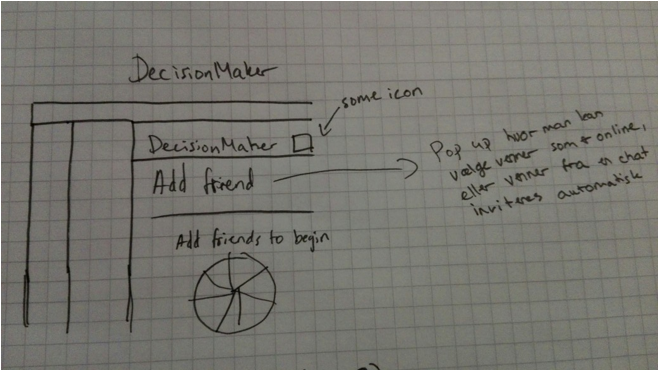 DecisionMaker
some icon
DecisionMaker
Add friend
Pop up hvor man kan
vælge venner som er online,
eller venner fra en chat
inviteres automatisk
Add friends to begin